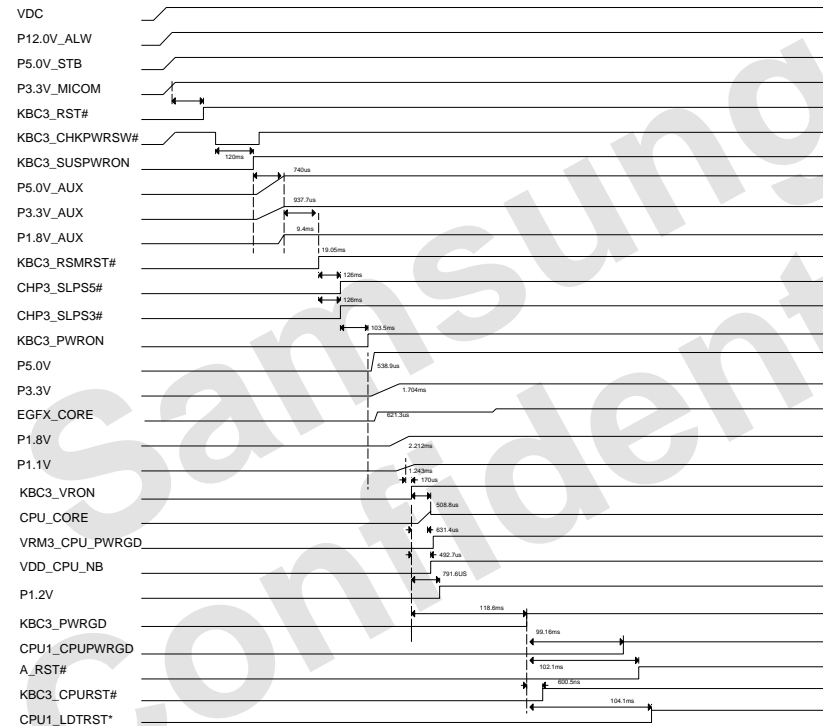 VDC
P12.0V_ALW
P5.0V_STB
P3.3V_MICOM
KBC3_RST#
KBC3_CHKPWRSW#
120ms
KBC3_SUSPWRON
740us
P5.0V_AUX
937.7us
P3.3V_AUX
9.4ms
P1.8V_AUX
19.05ms
KBC3_RSMRST#
126ms
CHP3_SLPS5#
126ms
CHP3_SLPS3#
103.5ms
KBC3_PWRON
P5.0V
538.9us
P3.3V
1.704ms
EGFX_CORE
621.3us
P1.8V
2.212ms
P1.1V
1.243ms
170us
KBC3_VRON
508.8us
CPU_CORE
631.4us
VRM3_CPU_PWRGD
492.7us
VDD_CPU_NB
791.6US
P1.2V
118.6ms
KBC3_PWRGD
99.16ms
CPU1_CPUPWRGD
102.1ms
A_RST#
600.5ns
KBC3_CPURST#
104.1ms
CPU1_LDTRST*
Samsung
Confident